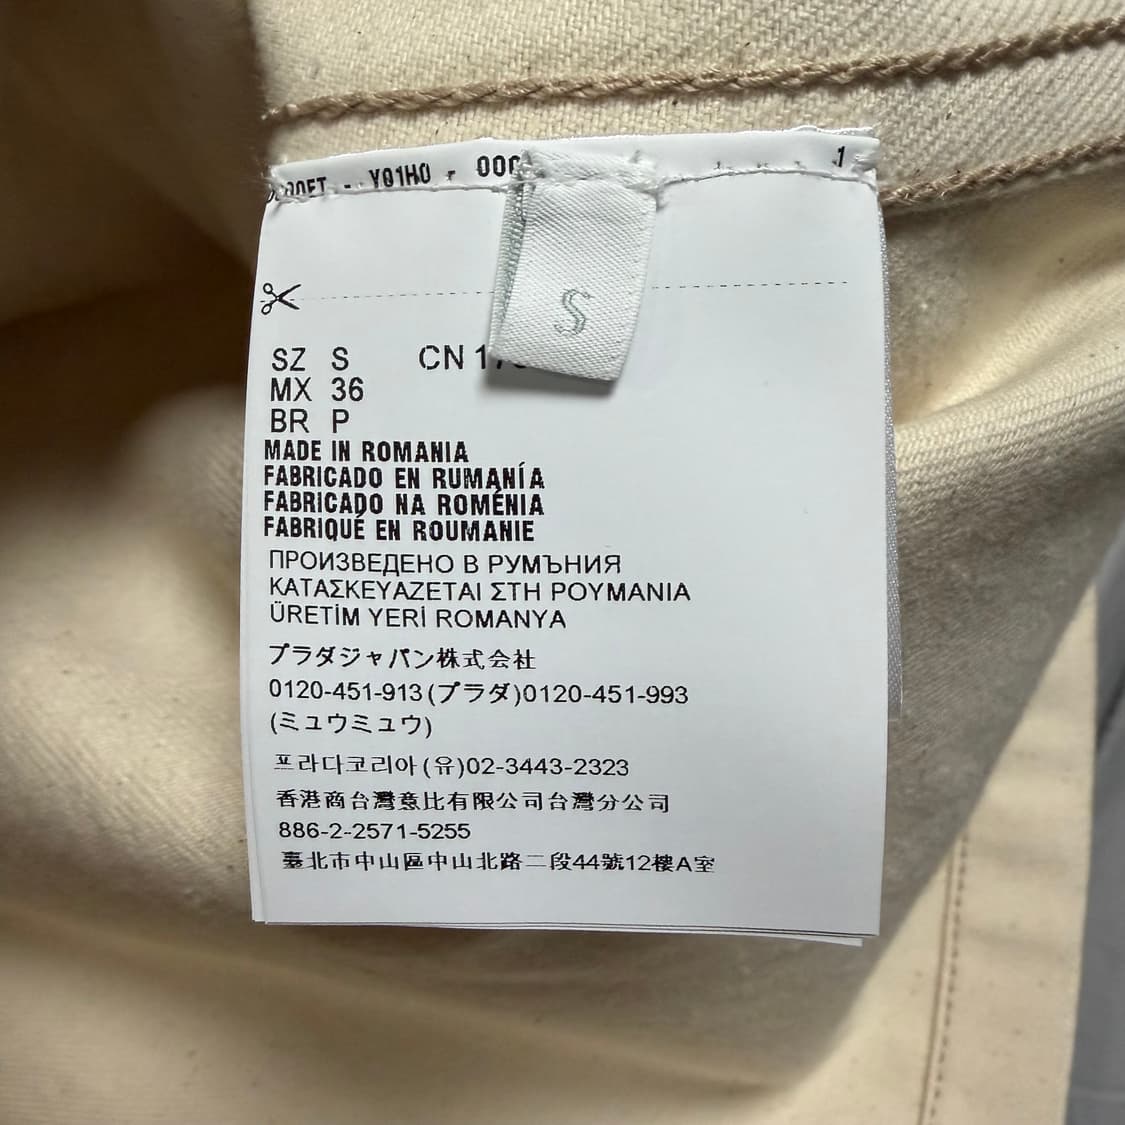 Y01H0 - 000
1
S
SZ S CN
MX 36
BR P
MADE IN ROMANIA
FABRICADO EN RUMANÍA
FABRICADO NA ROMÉNIA
FABRIQUÉ EN ROUMANIE
ПРОИЗВЕДЕНО В РУМЪНИЯ
ΚΑΤΑΣΚΕΥΑΖΕΤΑΙ ΣΤΗ ΡΟΥΜΑΝΙΑ
ÜRETİM YERİ ROMANYA
プラダジャパン株式会社
0120-451-913(プラダ)0120-451-993
(ミュウミュウ)
프라다코리아(유)02-3443-2323
香港商台灣意比有限公司台灣分公司
886-2-2571-5255
臺北市中山區中山北路二段44號12樓A室